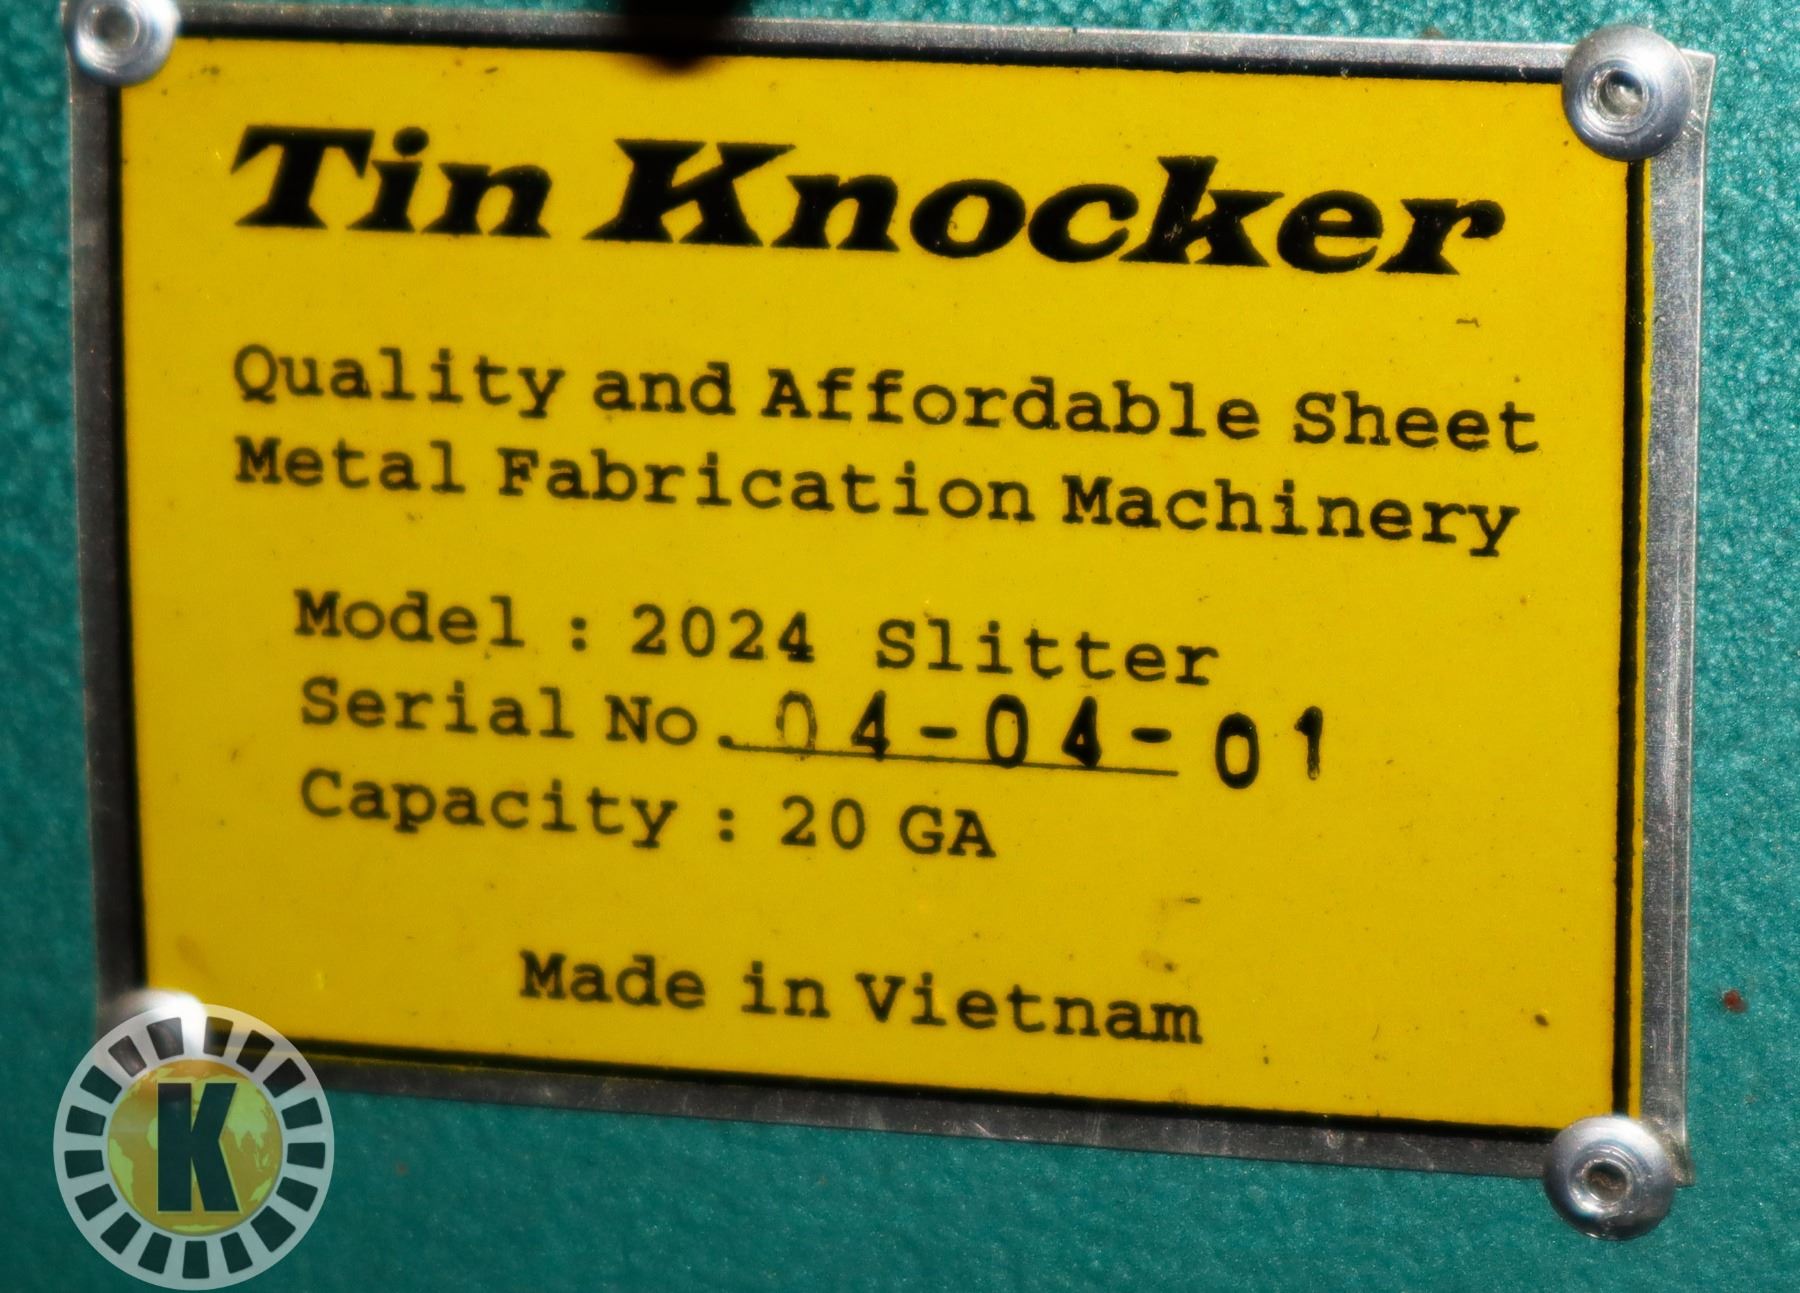 Tin Knocker
Quality and Affordable Sheet
Metal Fabrication Machinery
Model : 2024 Slitter
Serial No. 04-04-01
Capacity : 20 GA
Made in Vietnam
K